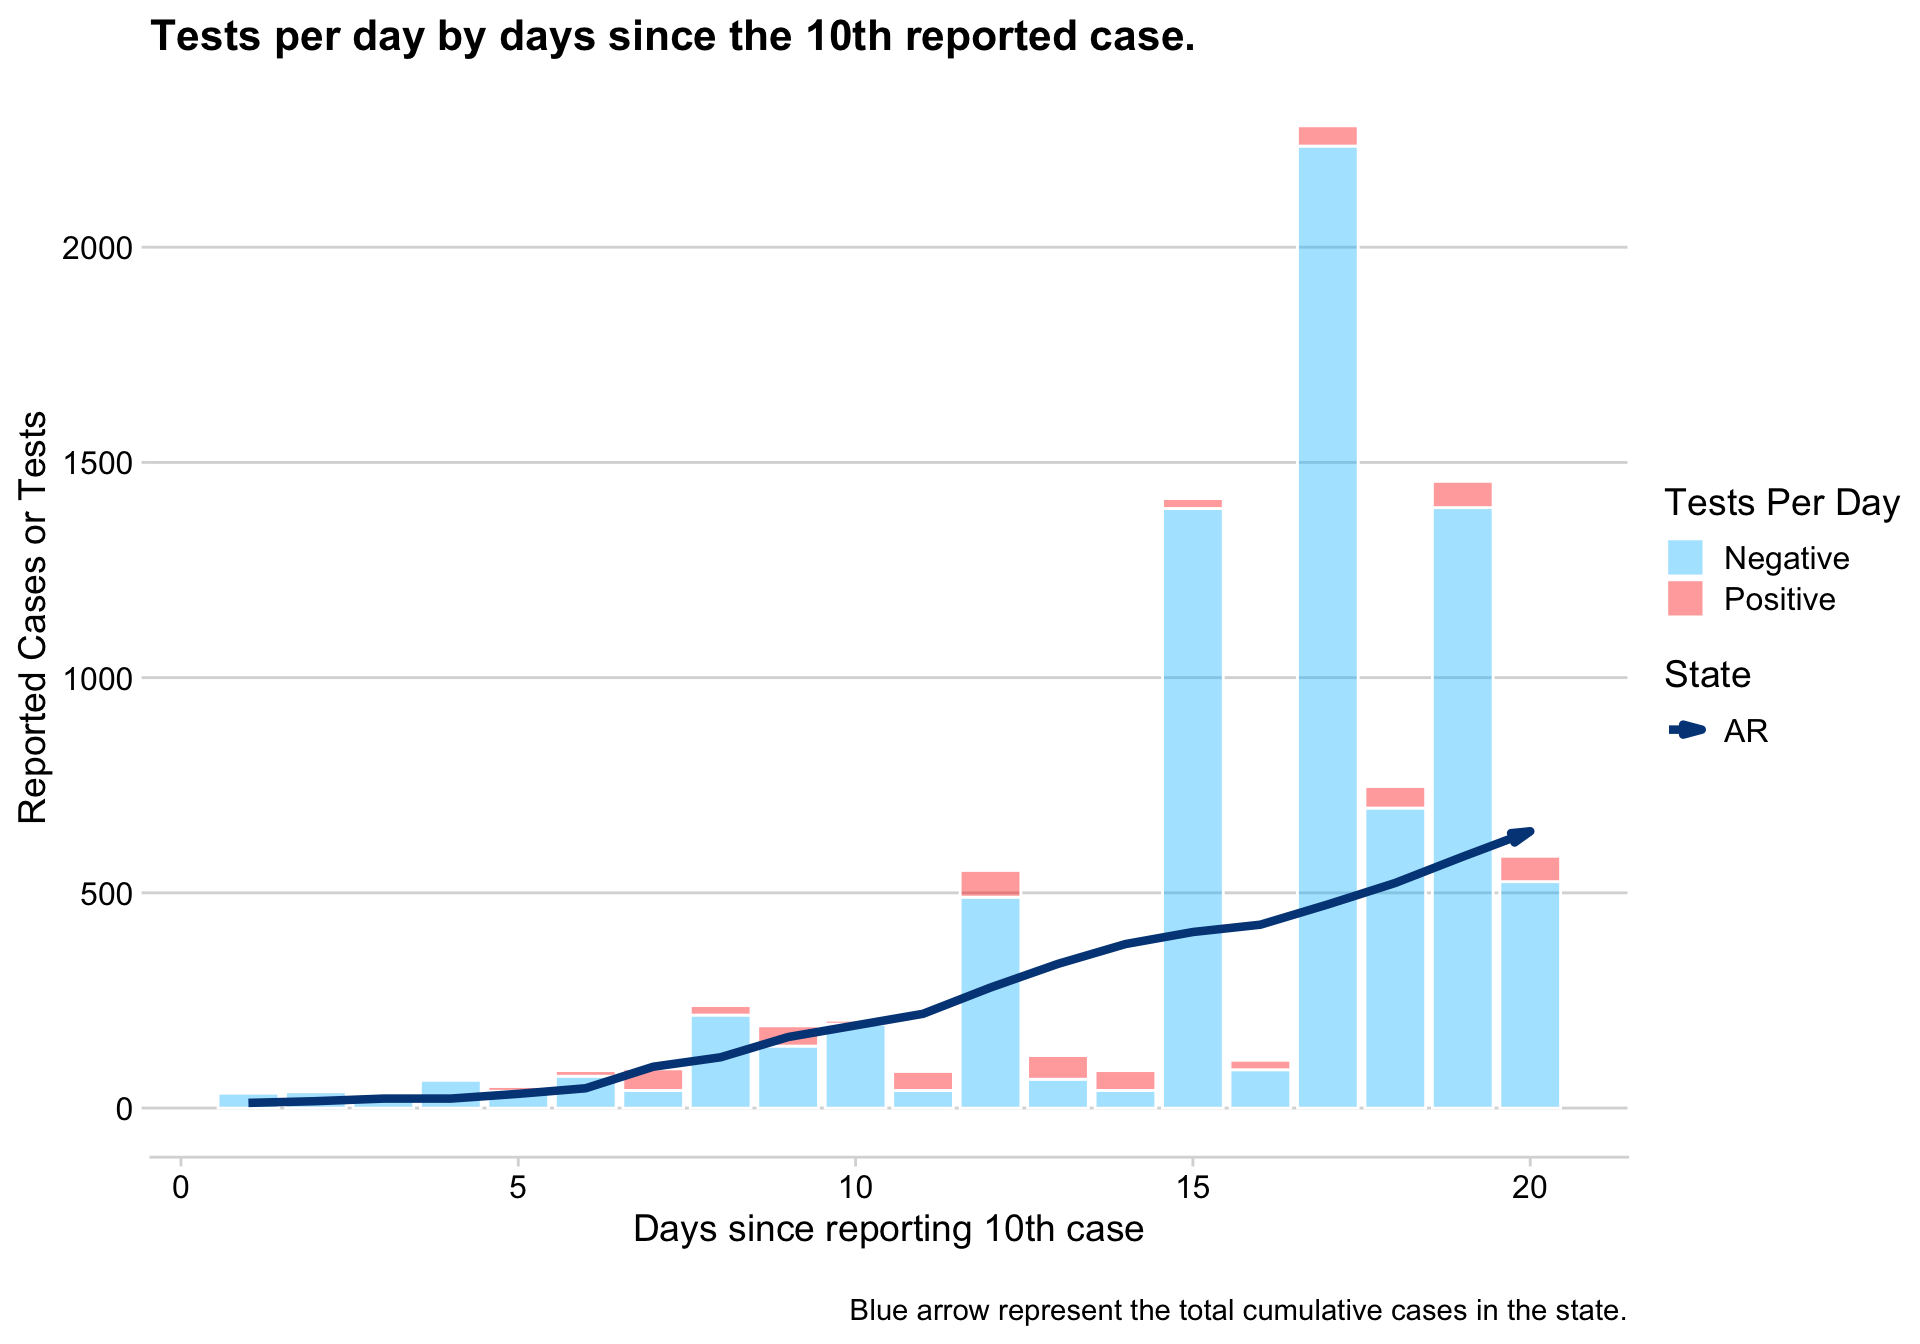 Tests per day by days since the 10th reported case.
Reported Cases or Tests
2000
1500
1000
500
0
0 5 10 15 20
Days since reporting 10th case
Tests Per Day
Negative
Positive
State
AR
Blue arrow represent the total cumulative cases in the state.